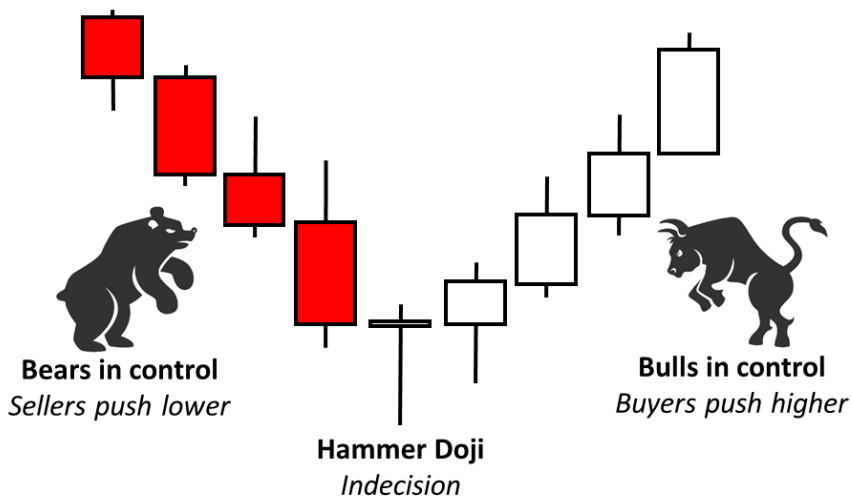 Bears in control
Sellers push lower
Bulls in control
Buyers push higher
Hammer Doji
Indecision